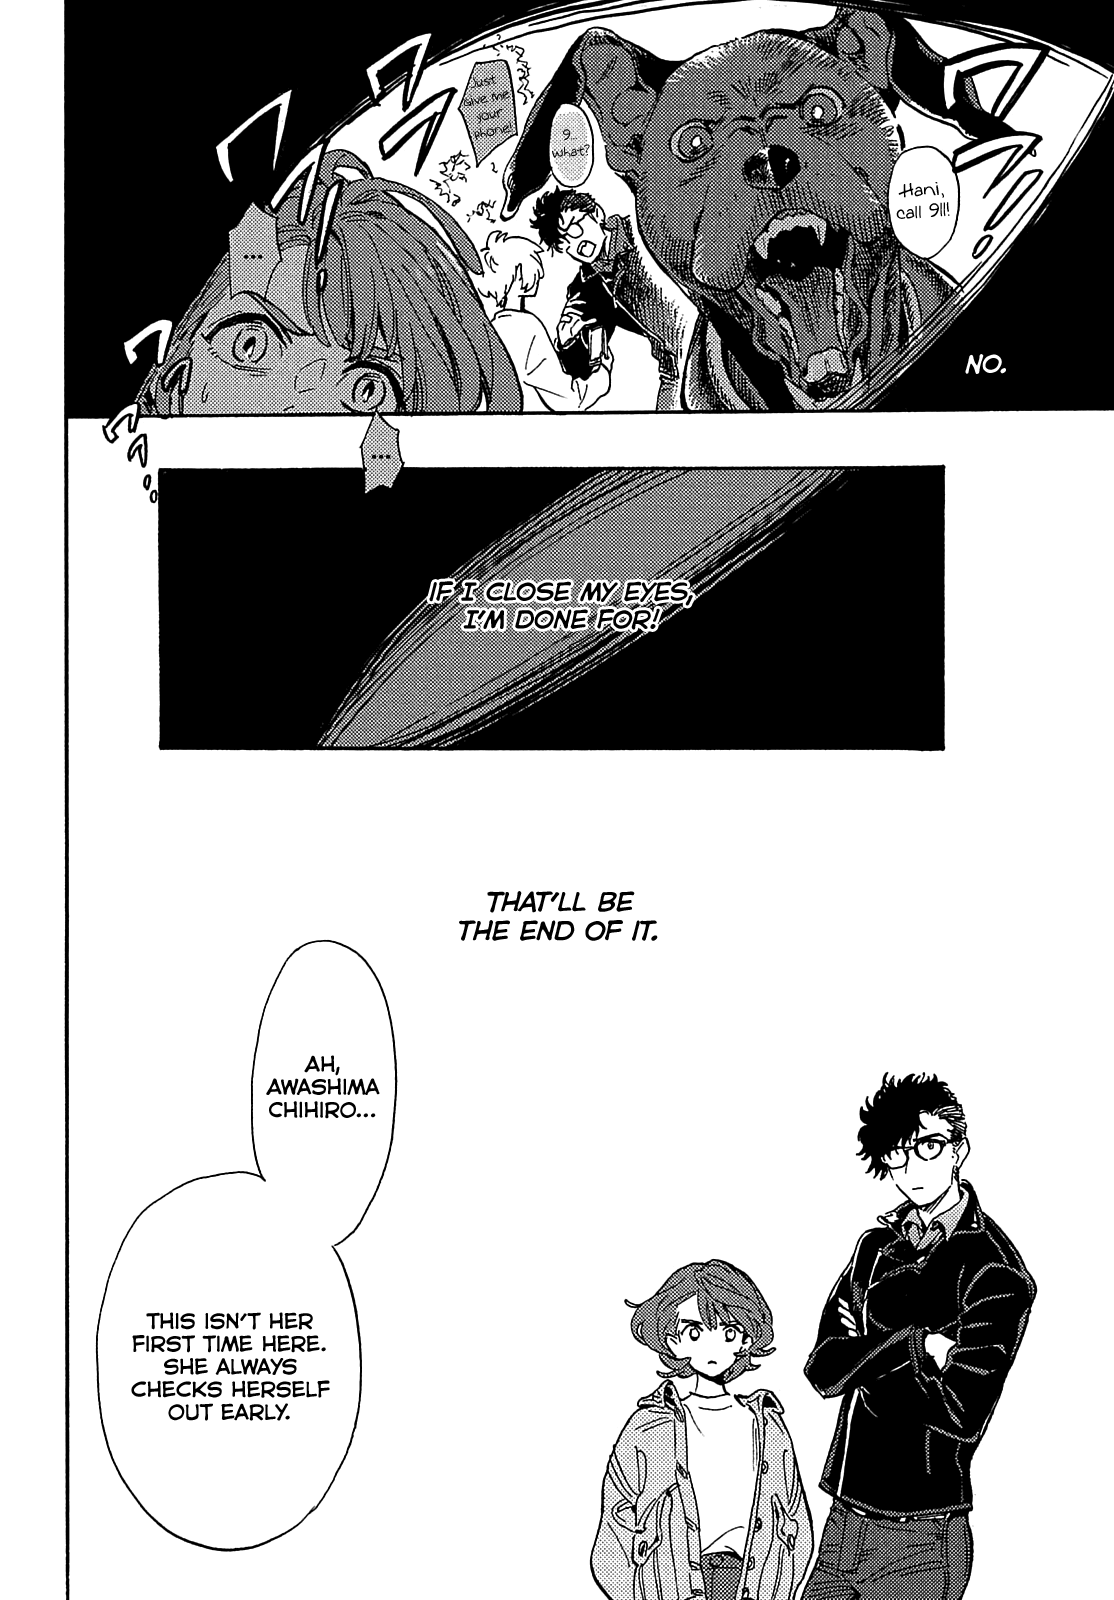 Hani,
call 911!
9...
what?
Just
give me
your
phone!
...
...
NO.
IF I CLOSE MY EYES,
I'M DONE FOR!
THAT'LL BE
THE END OF IT.
AH,
AWASHIMA
CHIHIRO...
THIS ISN'T HER
FIRST TIME HERE.
SHE ALWAYS
CHECKS HERSELF
OUT EARLY.